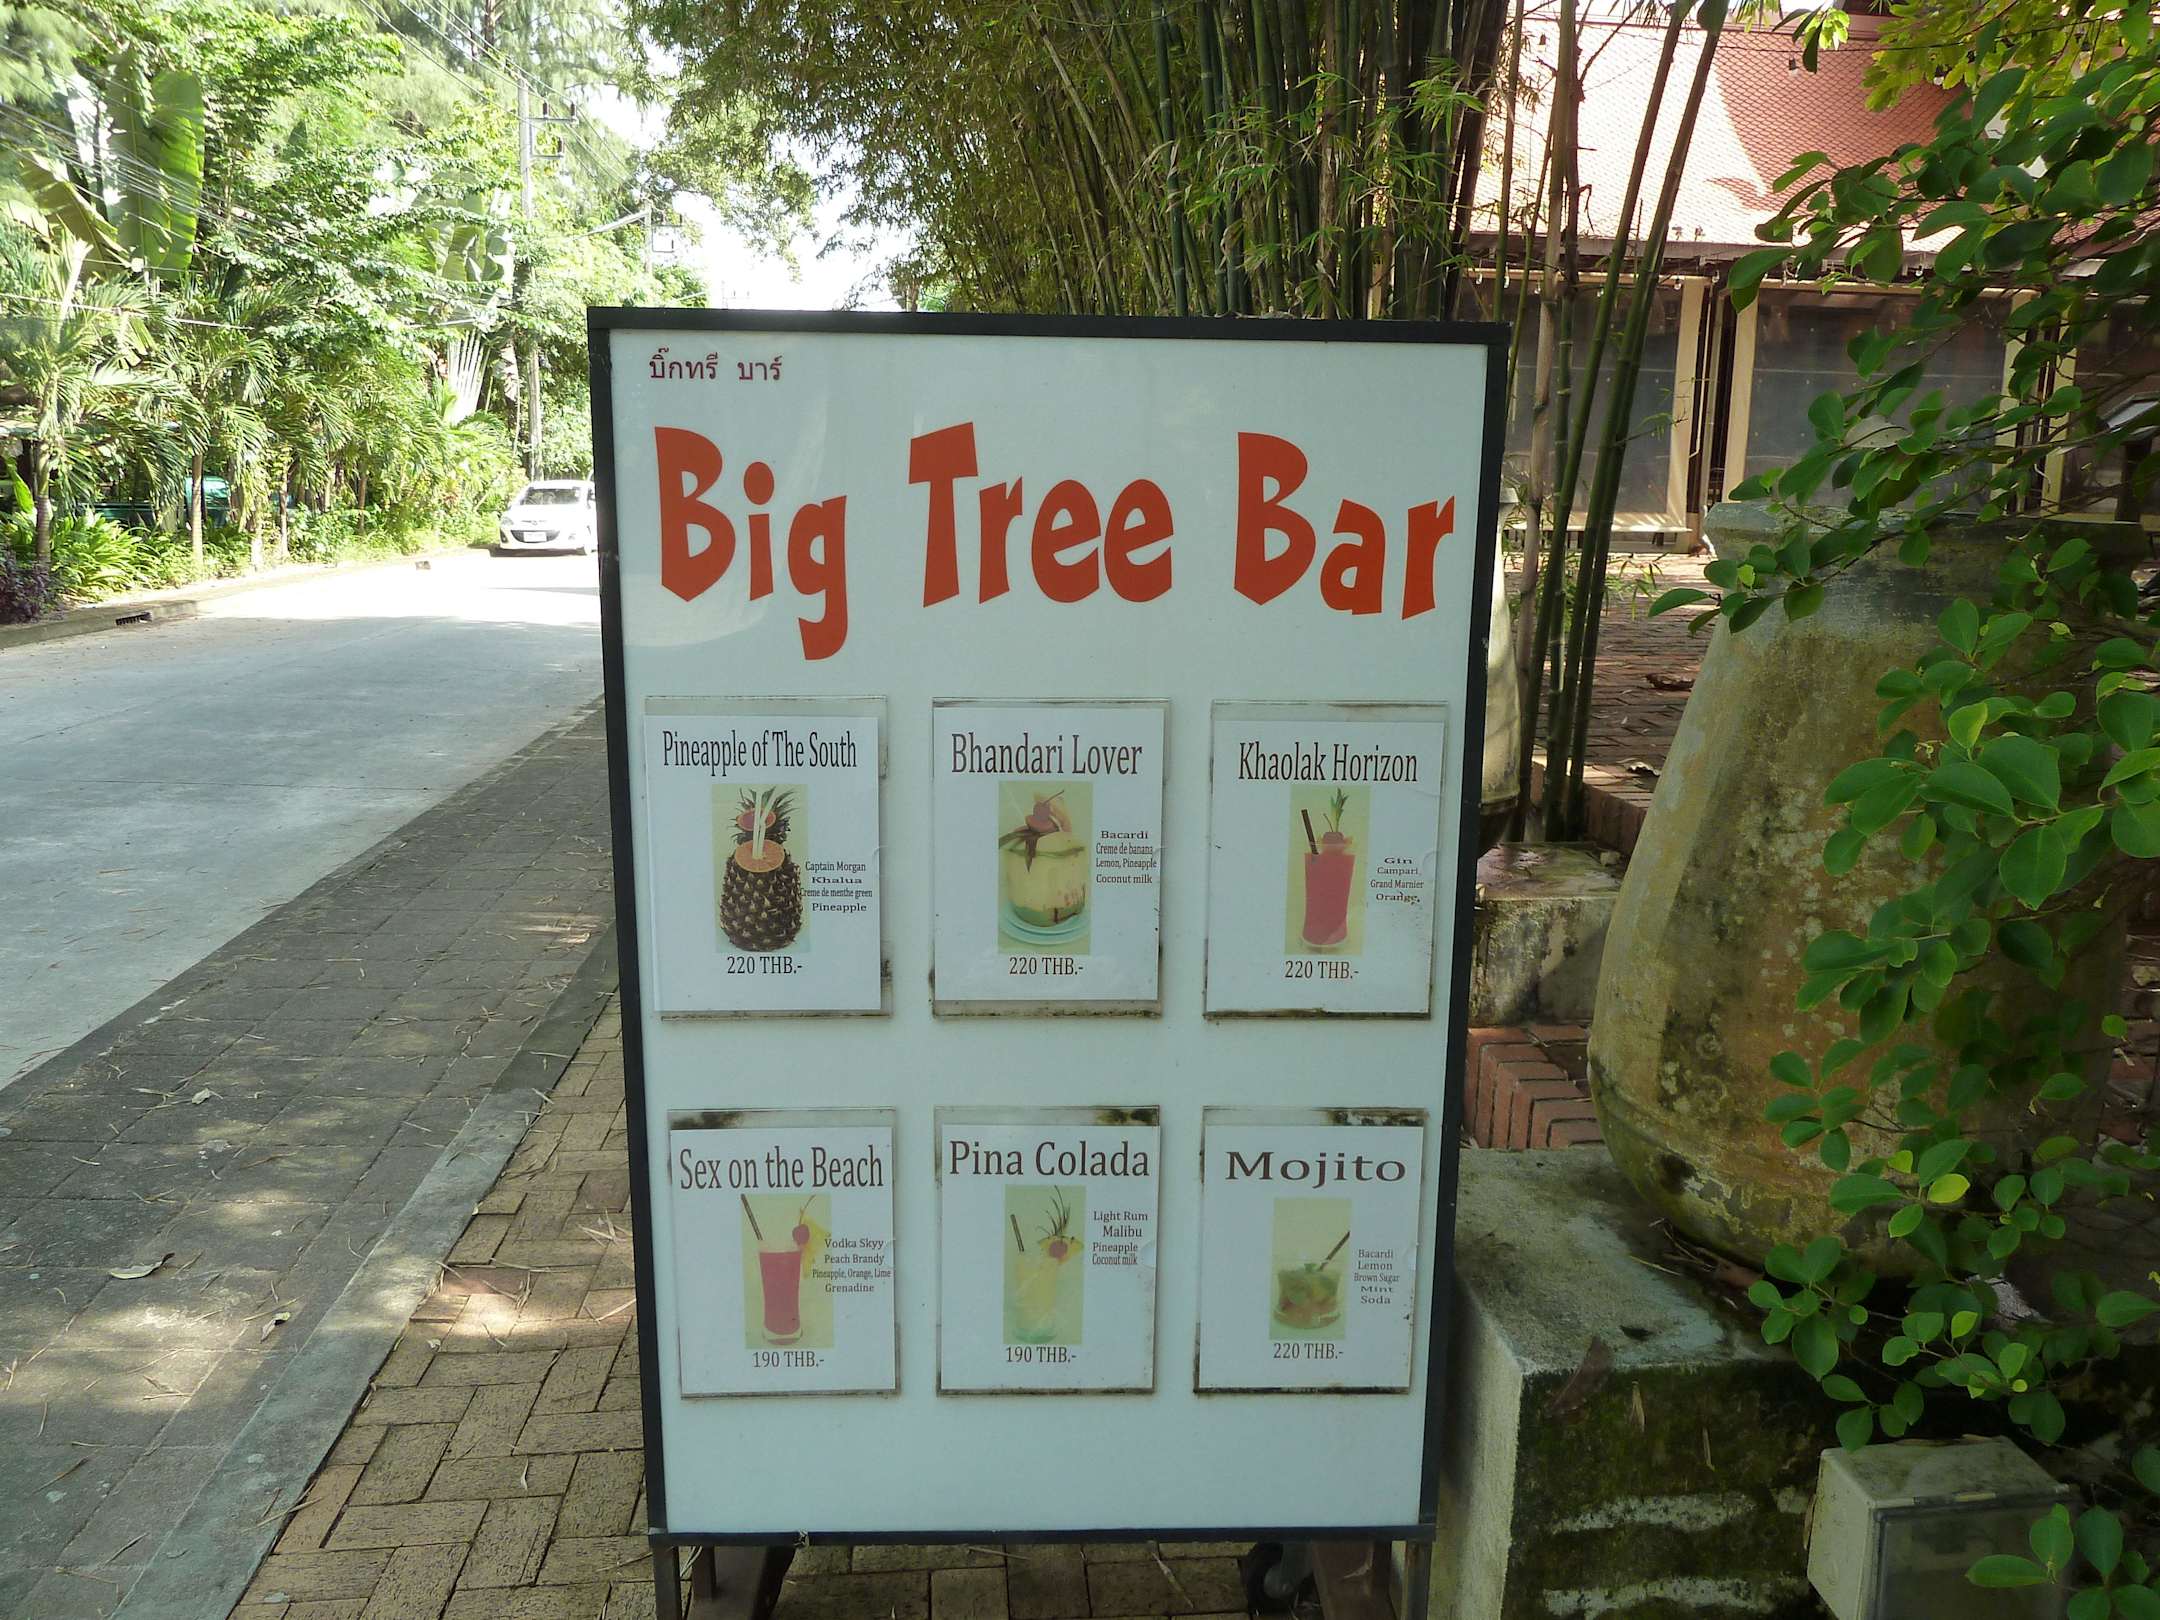 บิ๊กทรี บาร์
Big Tree Bar
Pineapple of The South
Captain Morgan
Khalua
Creme de menthe green
Pineapple
220 THB.-
Bhandari Lover
Bacardi
Creme de banana
Lemon, Pineapple
Coconut milk
220 THB.-
Khaolak Horizon
Gin
Campari,
Grand Marnier
Orange,
220 THB.-
Sex on the Beach
Vodka Skyy
Peach Brandy
Pineapple, Orange, Lime
Grenadine
190 THB.-
Pina Colada
Light Rum
Malibu
Pineapple
Coconut milk
190 THB.-
Mojito
Bacardi
Lemon
Brown Sugar
Mint
Soda
220 THB.-